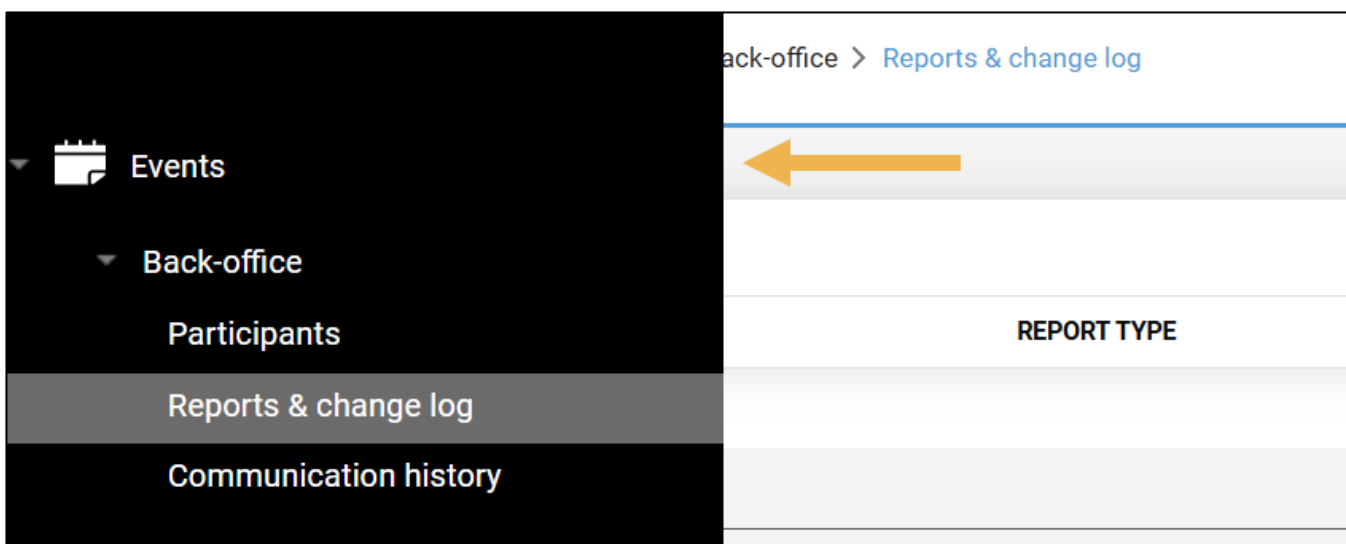 ack-office > Reports & change log
Events
Back-office
Participants
REPORT TYPE
Reports & change log
Communication history